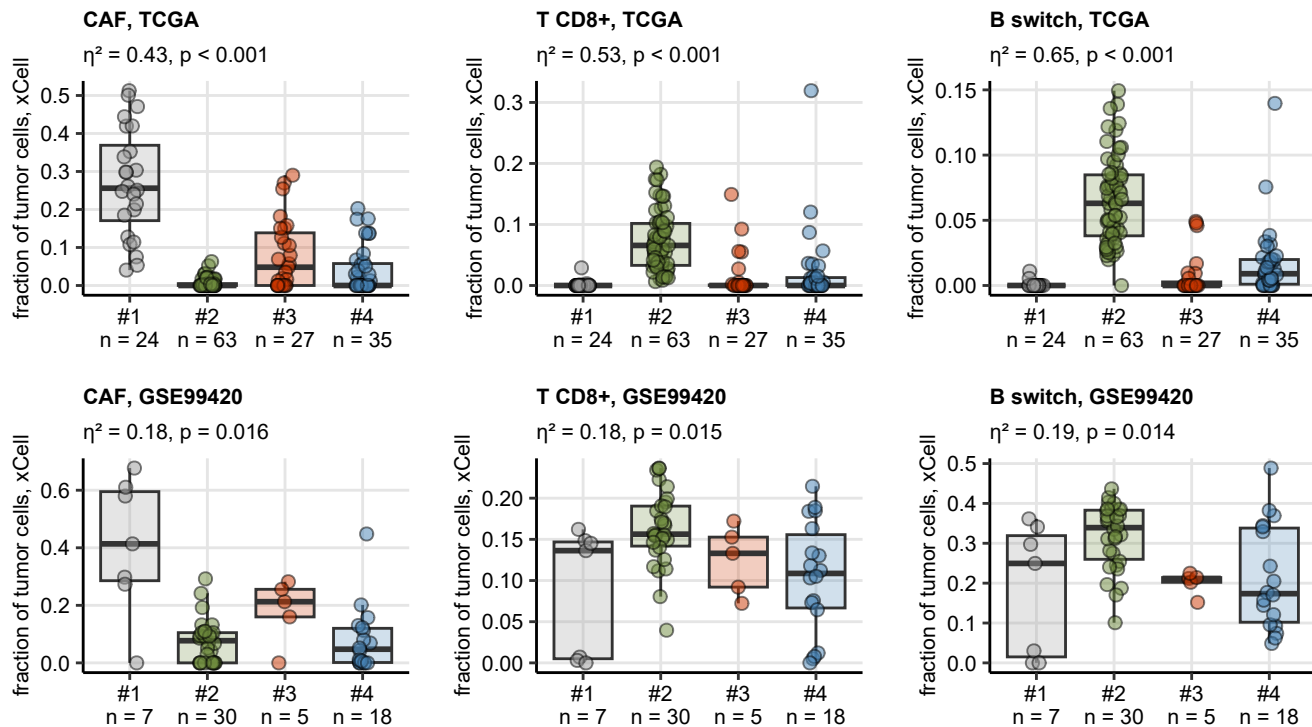 CAF, TCGA
η² = 0.43, p < 0.001
fraction of tumor cells, xCell
0.5
0.4
0.3
0.2
0.1
0.0
#1 #2 #3 #4
n = 24 n = 63 n = 27 n = 35
T CD8+, TCGA
η² = 0.53, p < 0.001
fraction of tumor cells, xCell
0.3
0.2
0.1
0.0
#1 #2 #3 #4
n = 24 n = 63 n = 27 n = 35
B switch, TCGA
η² = 0.65, p < 0.001
fraction of tumor cells, xCell
0.15
0.10
0.05
0.00
#1 #2 #3 #4
n = 24 n = 63 n = 27 n = 35
CAF, GSE99420
η² = 0.18, p = 0.016
fraction of tumor cells, xCell
0.6
0.4
0.2
0.0
#1 #2 #3 #4
n = 7 n = 30 n = 5 n = 18
T CD8+, GSE99420
η² = 0.18, p = 0.015
fraction of tumor cells, xCell
0.20
0.15
0.10
0.05
0.00
#1 #2 #3 #4
n = 7 n = 30 n = 5 n = 18
B switch, GSE99420
η² = 0.19, p = 0.014
fraction of tumor cells, xCell
0.5
0.4
0.3
0.2
0.1
0.0
#1 #2 #3 #4
n = 7 n = 30 n = 5 n = 18